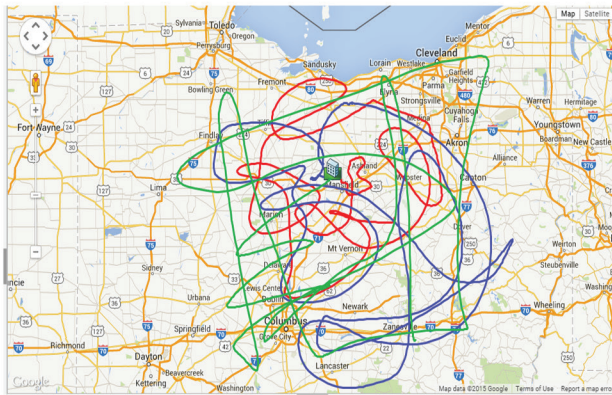 Map Satellite
Mentor
Sylvania Toledo
Oregon
Euclid
Perrysburg
Cleveland
Sandusky
Lorain Westlake
Garfield
Heights
Fremont
Elyria
Parma
Bowling Green
Strongsville
Warren
Hermitage
Cuyahoga
Falls
Medina
Youngstown
Fort Wayne
Tiffin
Findlay
Akron
Boardman
New Castle
Alliance
Ashland
Wooster
Canton
Lima
Mansfield
Marion
Dover
Mt Vernon
Weirton
Delaware
Sidney
Steubenville
Lewis Center
Urbana
Dublin
Newark
Wheeling
Columbus
Springfield
Zanesville
Richmond
Grove City
Dayton
Lancaster
Beavercreek
Kettering
Washington
Google
Map data ©2015 Google Terms of Use Report a map erro